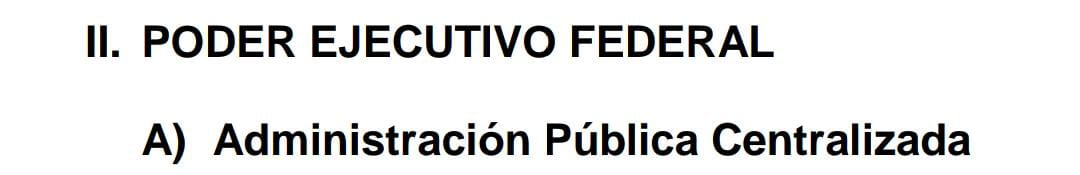 II. PODER EJECUTIVO FEDERAL
A) Administración Pública Centralizada